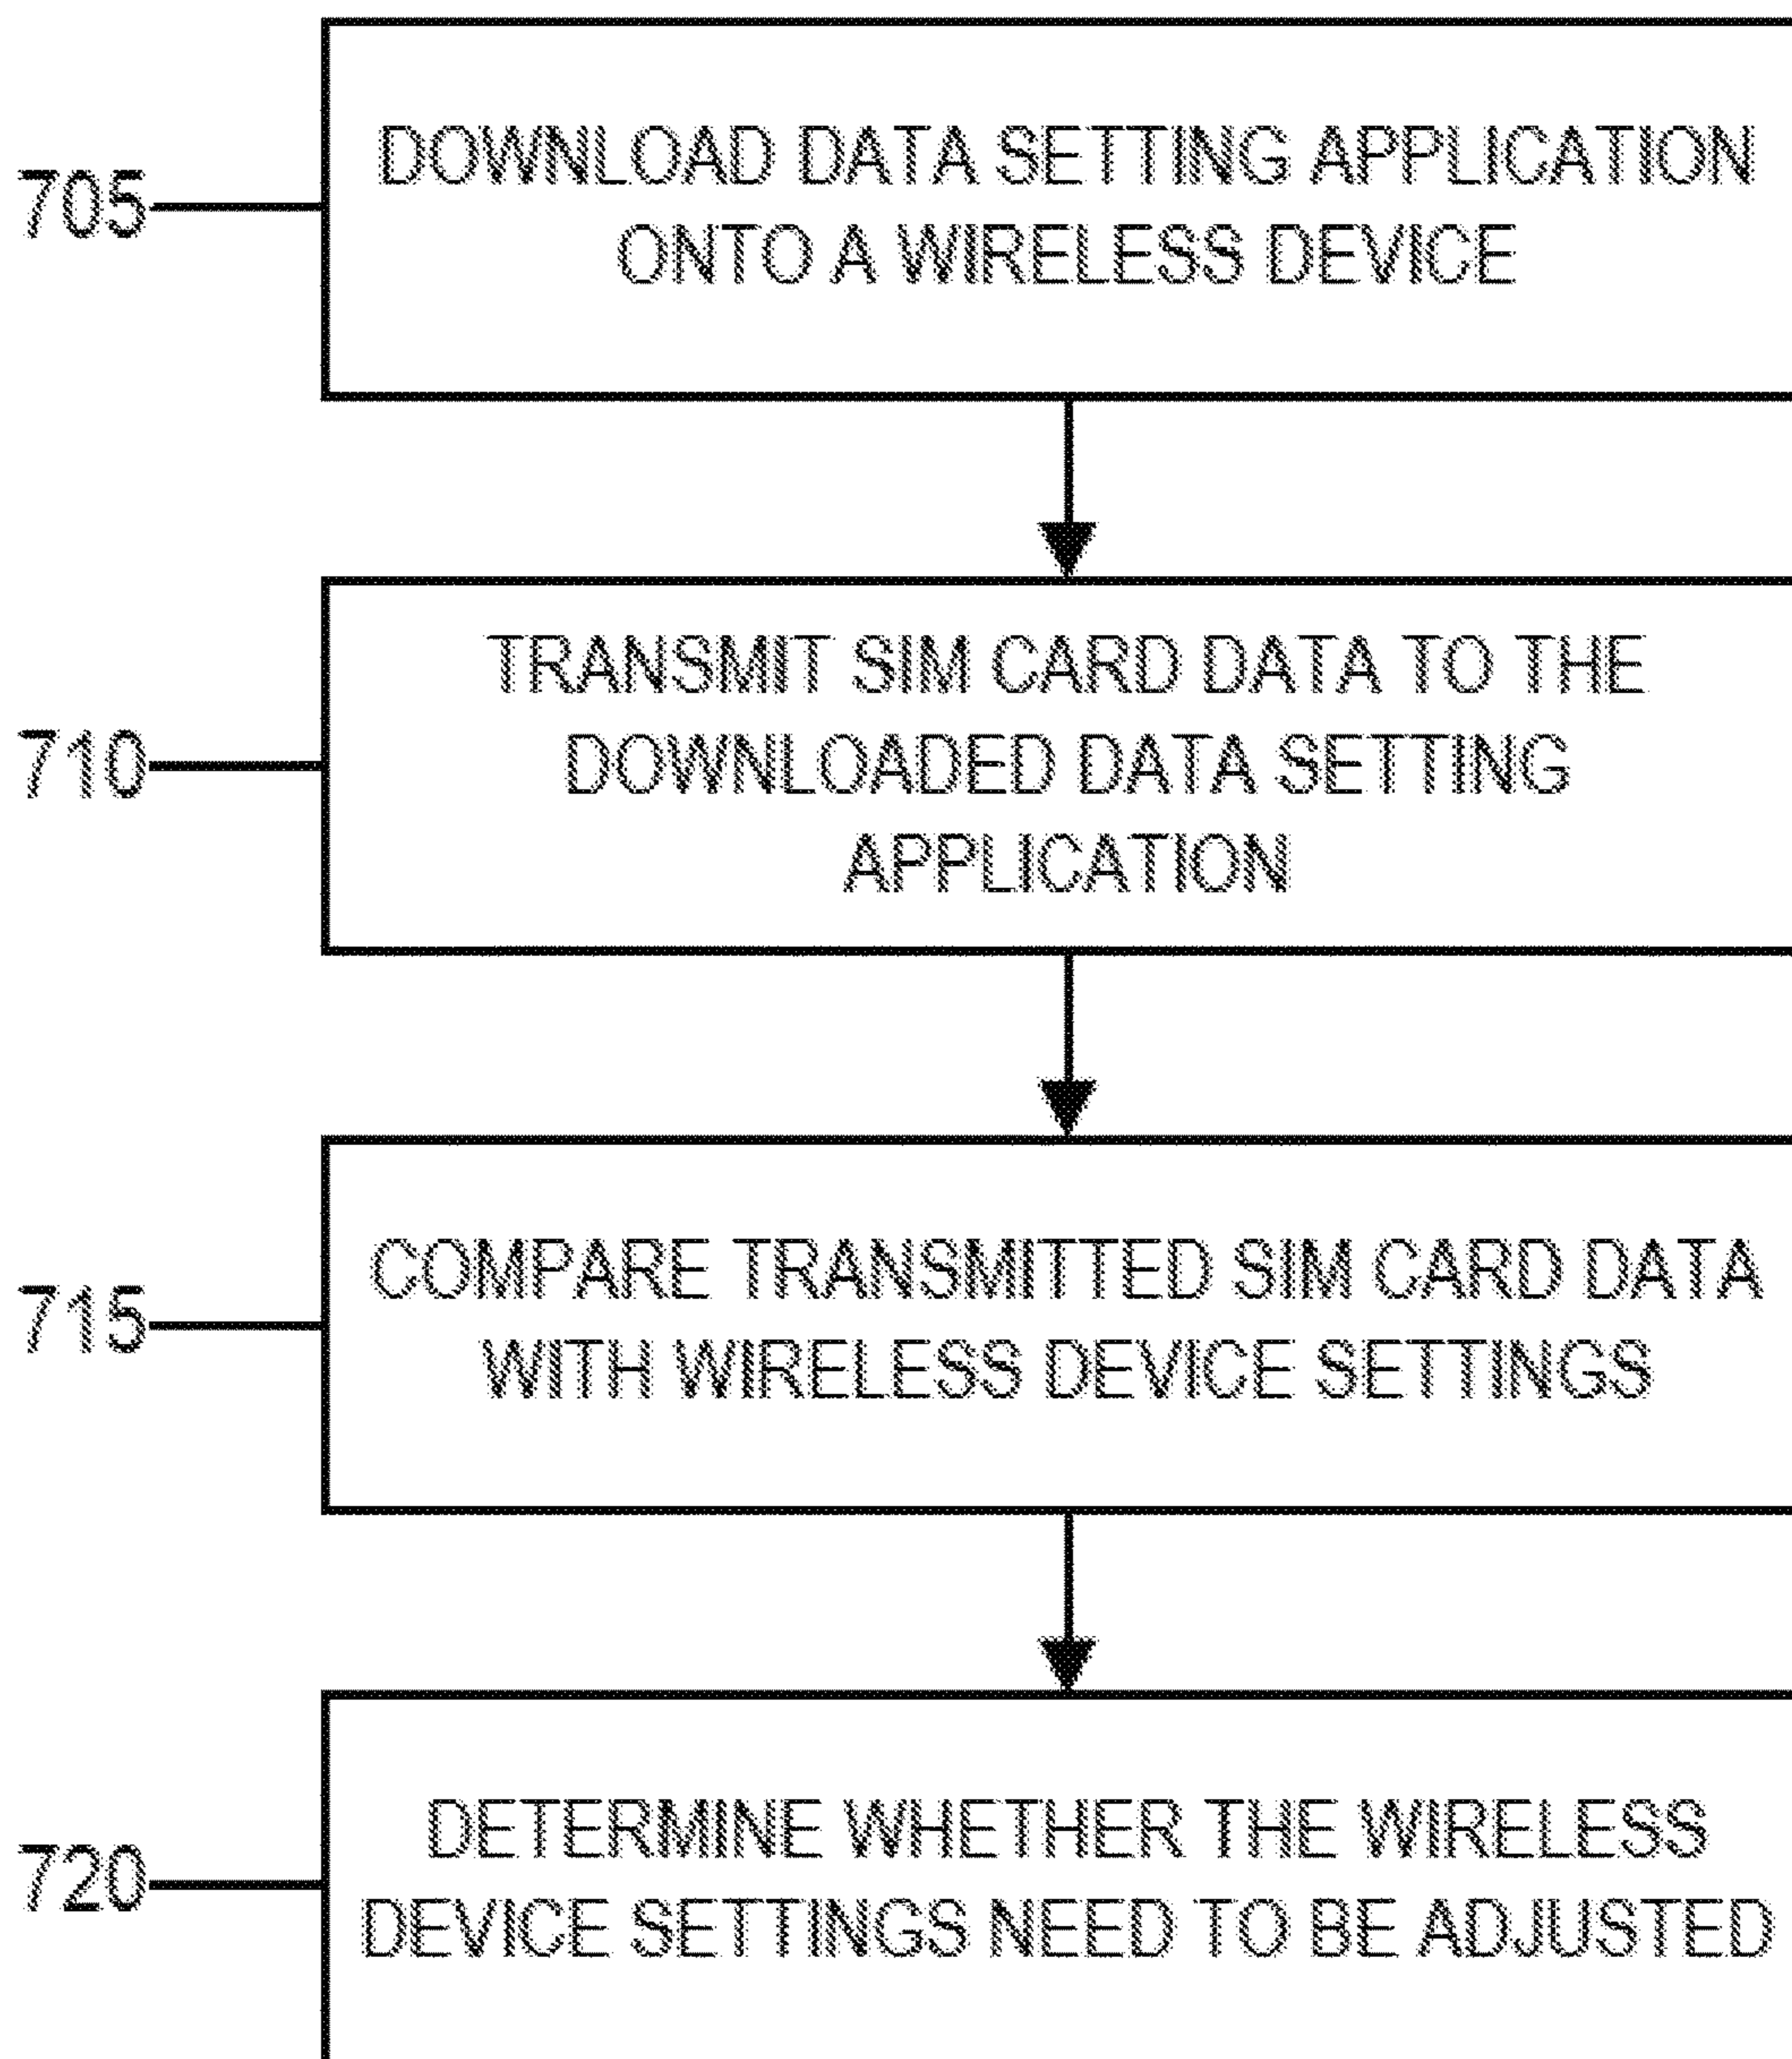 705
DOWNLOAD DATA SETTING APPLICATION
ONTO A WIRELESS DEVICE
710
TRANSMIT SIM CARD DATA TO THE
DOWNLOADED DATA SETTING
APPLICATION
715
COMPARE TRANSMITTED SIM CARD DATA
WITH WIRELESS DEVICE SETTINGS
720
DETERMINE WHETHER THE WIRELESS
DEVICE SETTINGS NEED TO BE ADJUSTED